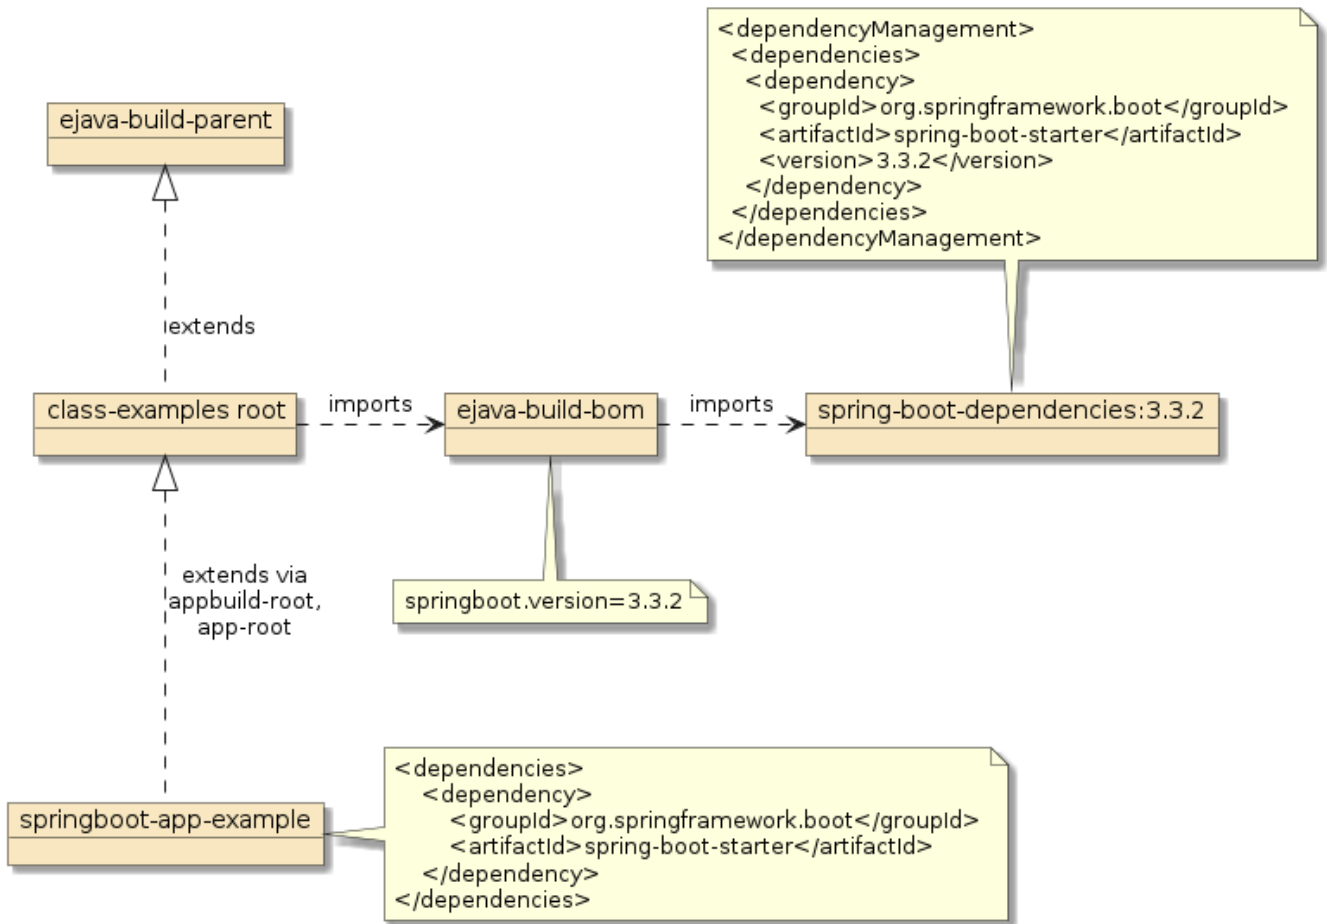 <dependencyManagement>
<dependencies>
<dependency>
<groupId>org.springframework.boot</groupId>
<artifactId>spring-boot-starter</artifactId>
<version>3.3.2</version>
</dependency>
</dependencies>
</dependencyManagement>
ejava-build-parent
extends
class-examples root
imports
ejava-build-bom
imports
spring-boot-dependencies:3.3.2
extends via
appbuild-root,
app-root
springboot.version=3.3.2
springboot-app-example
<dependencies>
<dependency>
<groupId>org.springframework.boot</groupId>
<artifactId>spring-boot-starter</artifactId>
</dependency>
</dependencies>